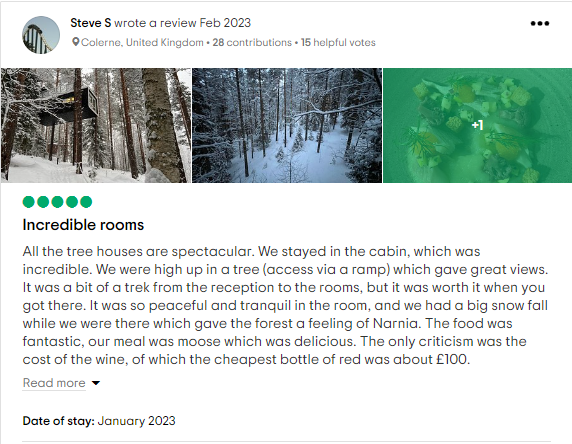 Steve S wrote a review Feb 2023
Colerne, United Kingdom • 28 contributions • 15 helpful votes
+1
Incredible rooms
All the tree houses are spectacular. We stayed in the cabin, which was
incredible. We were high up in a tree (access via a ramp) which gave great views.
It was a bit of a trek from the reception to the rooms, but it was worth it when you
got there. It was so peaceful and tranquil in the room, and we had a big snow fall
while we were there which gave the forest a feeling of Narnia. The food was
fantastic, our meal was moose which was delicious. The only criticism was the
cost of the wine, of which the cheapest bottle of red was about £100.
Read more
Date of stay: January 2023